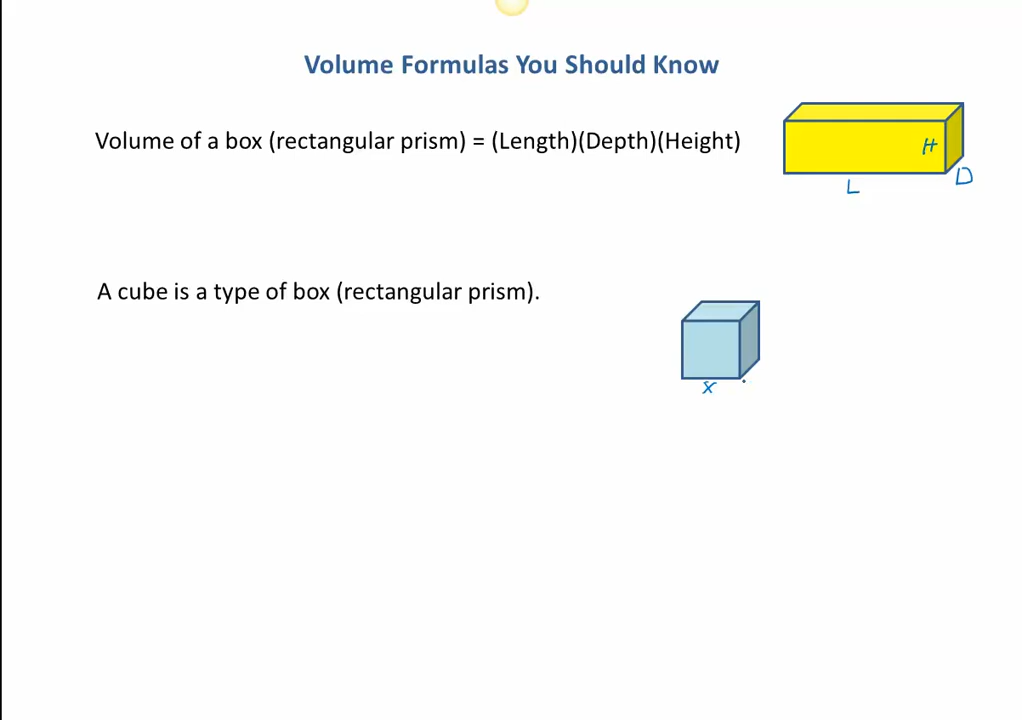 Volume Formulas You Should Know
Volume of a box (rectangular prism) = (Length)(Depth)(Height)
H
D
L
A cube is a type of box (rectangular prism).
x